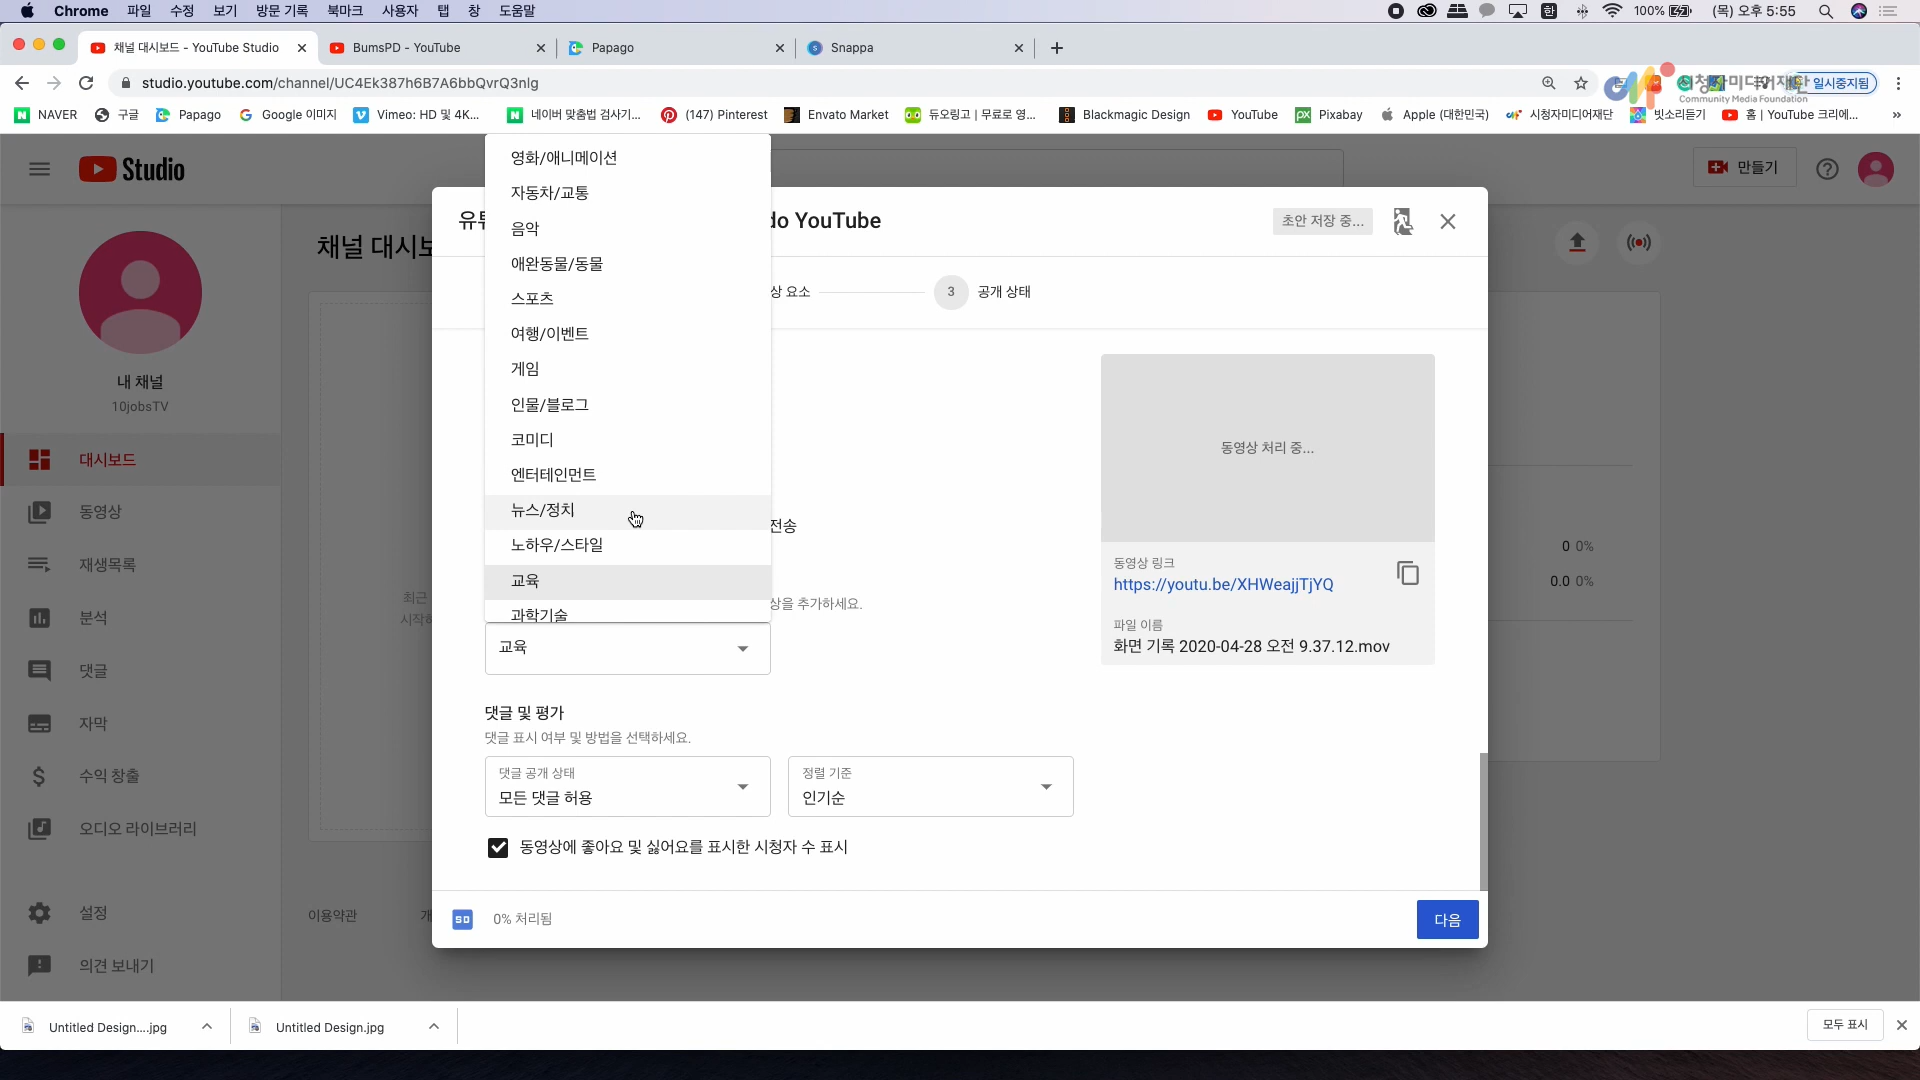 Chrome 파일 수정 보기 방문 기록 북마크 사용자 탭 창 도움말 100% (목) 오후 5:55
채널 대시보드 - YouTube Studio BumsPD - YouTube Papago Snappa
studio.youtube.com/channel/UC4Ek387h6B7A6bbQvrQ3nIg 일시중지됨
Community Media Foundation
NAVER 구글 Papago Google 이미지 Vimeo: HD 및 4K... 네이버 맞춤법 검사기... (147) Pinterest Envato Market 듀오링고 | 무료로 영... Blackmagic Design YouTube Pixabay Apple (대한민국) 시청자미디어재단 빗소리듣기 홈 | YouTube 크리에...
Studio
만들기
내 채널
10jobsTV
대시보드
동영상
재생목록
분석
댓글
자막
수익 창출
오디오 라이브러리
설정
의견 보내기
채널 대시보
최근
이용약관
do YouTube
초안 저장 중...
상 요소
3 공개 상태
영화/애니메이션
자동차/교통
음악
애완동물/동물
스포츠
여행/이벤트
게임
인물/블로그
코미디
엔터테인먼트
뉴스/정치
노하우/스타일
교육
과학기술
전송
상을 추가하세요.
교육
댓글 및 평가
댓글 표시 여부 및 방법을 선택하세요.
댓글 공개 상태
모든 댓글 허용
정렬 기준
인기순
동영상에 좋아요 및 싫어요를 표시한 시청자 수 표시
동영상 처리 중...
동영상 링크
https://youtu.be/XHWeajjTjYQ
파일 이름
화면 기록 2020-04-28 오전 9.37.12.mov
0 0%
0.0 0%
SD 0% 처리됨
다음
Untitled Design....jpg Untitled Design.jpg 모두 표시